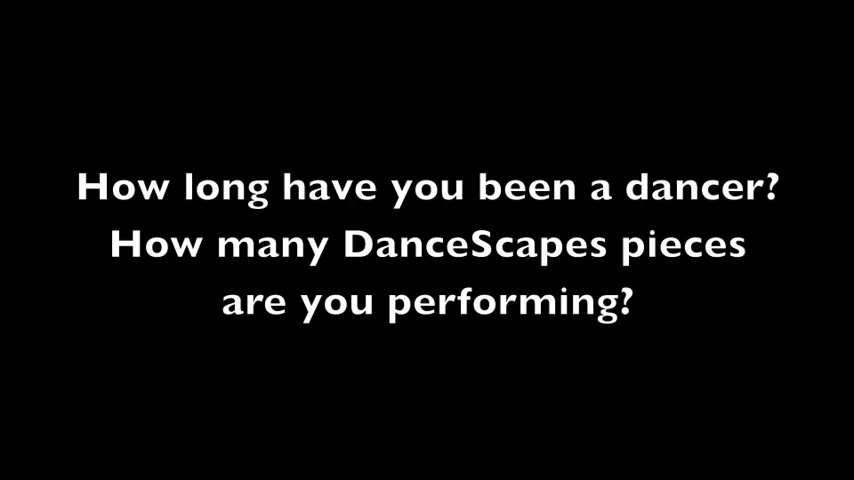 How long have you been a dancer?
How many DanceScapes pieces
are you performing?